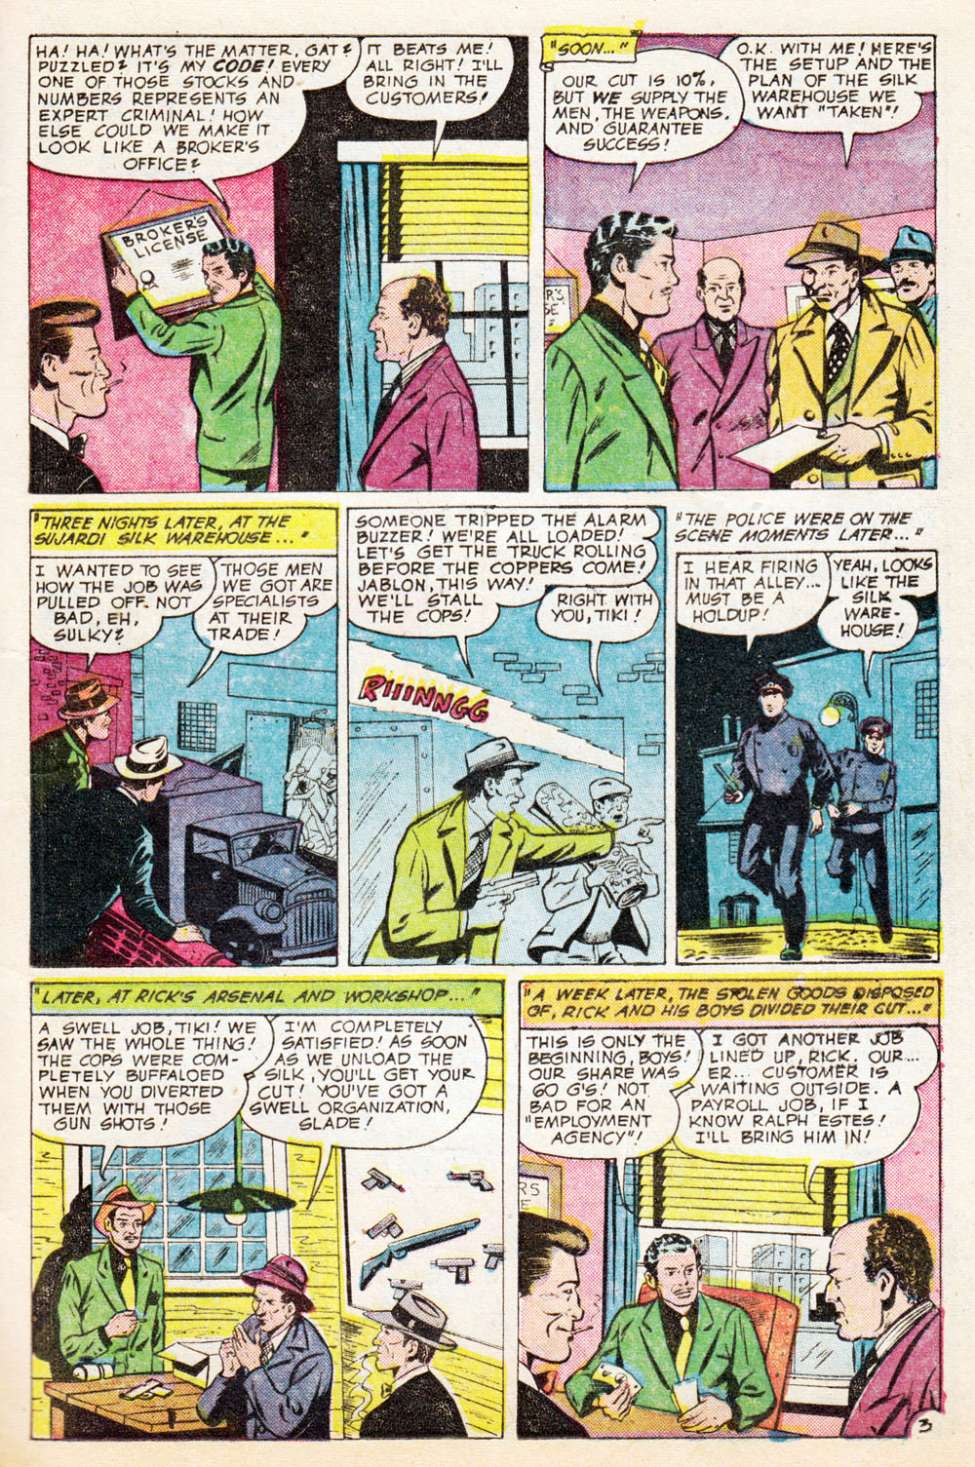 HA! HA! WHAT'S THE MATTER, GAT?
PUZZLED? IT'S MY CODE! EVERY
ONE OF THOSE STOCKS AND
NUMBERS REPRESENTS AN
EXPERT CRIMINAL! HOW
ELSE COULD WE MAKE IT
LOOK LIKE A BROKER'S
OFFICE?
IT BEATS ME!
ALL RIGHT! I'LL
BRING IN THE
CUSTOMERS!
BROKER'S
LICENSE
"SOON..."
OUR CUT IS 10%,
BUT WE SUPPLY THE
MEN, THE WEAPONS,
AND GUARANTEE
SUCCESS!
O.K. WITH ME! HERE'S
THE SETUP AND THE
PLAN OF THE SILK
WAREHOUSE WE
WANT "TAKEN"!
ER'S
SE
"THREE NIGHTS LATER, AT THE
SUJARDI SILK WAREHOUSE..."
I WANTED TO SEE
HOW THE JOB WAS
PULLED OFF. NOT
BAD, EH,
SULKY?
THOSE MEN
WE GOT ARE
SPECIALISTS
AT THEIR
TRADE!
SOMEONE TRIPPED THE ALARM
BUZZER! WE'RE ALL LOADED!
LET'S GET THE TRUCK ROLLING
BEFORE THE COPPERS COME!
JABLON, THIS WAY!
WE'LL STALL
THE COPS!
RIGHT WITH
YOU, TIKI!
RIIINNGG
"THE POLICE WERE ON THE
SCENE MOMENTS LATER..."
I HEAR FIRING
IN THAT ALLEY...
MUST BE A
HOLDUP!
YEAH, LOOKS
LIKE THE
SILK
WARE-
HOUSE!
"LATER, AT RICK'S ARSENAL AND WORKSHOP..."
A SWELL JOB, TIKI! WE
SAW THE WHOLE THING!
THE COPS WERE COM-
PLETELY BUFFALOED
WHEN YOU DIVERTED
THEM WITH THOSE
GUN SHOTS!
I'M COMPLETELY
SATISFIED! AS SOON
AS WE UNLOAD THE
SILK, YOU'LL GET YOUR
CUT! YOU'VE GOT A
SWELL ORGANIZATION,
SLADE!
"A WEEK LATER, THE STOLEN GOODS DISPOSED
OF, RICK AND HIS BOYS DIVIDED THEIR CUT..."
THIS IS ONLY THE
BEGINNING, BOYS!
OUR SHARE WAS
60 G'S! NOT
BAD FOR AN
"EMPLOYMENT
AGENCY"!
I GOT ANOTHER JOB
LINED UP, RICK. OUR...
ER... CUSTOMER IS
WAITING OUTSIDE. A
PAYROLL JOB, IF I
KNOW RALPH ESTES!
I'LL BRING HIM IN!
RS
E
3